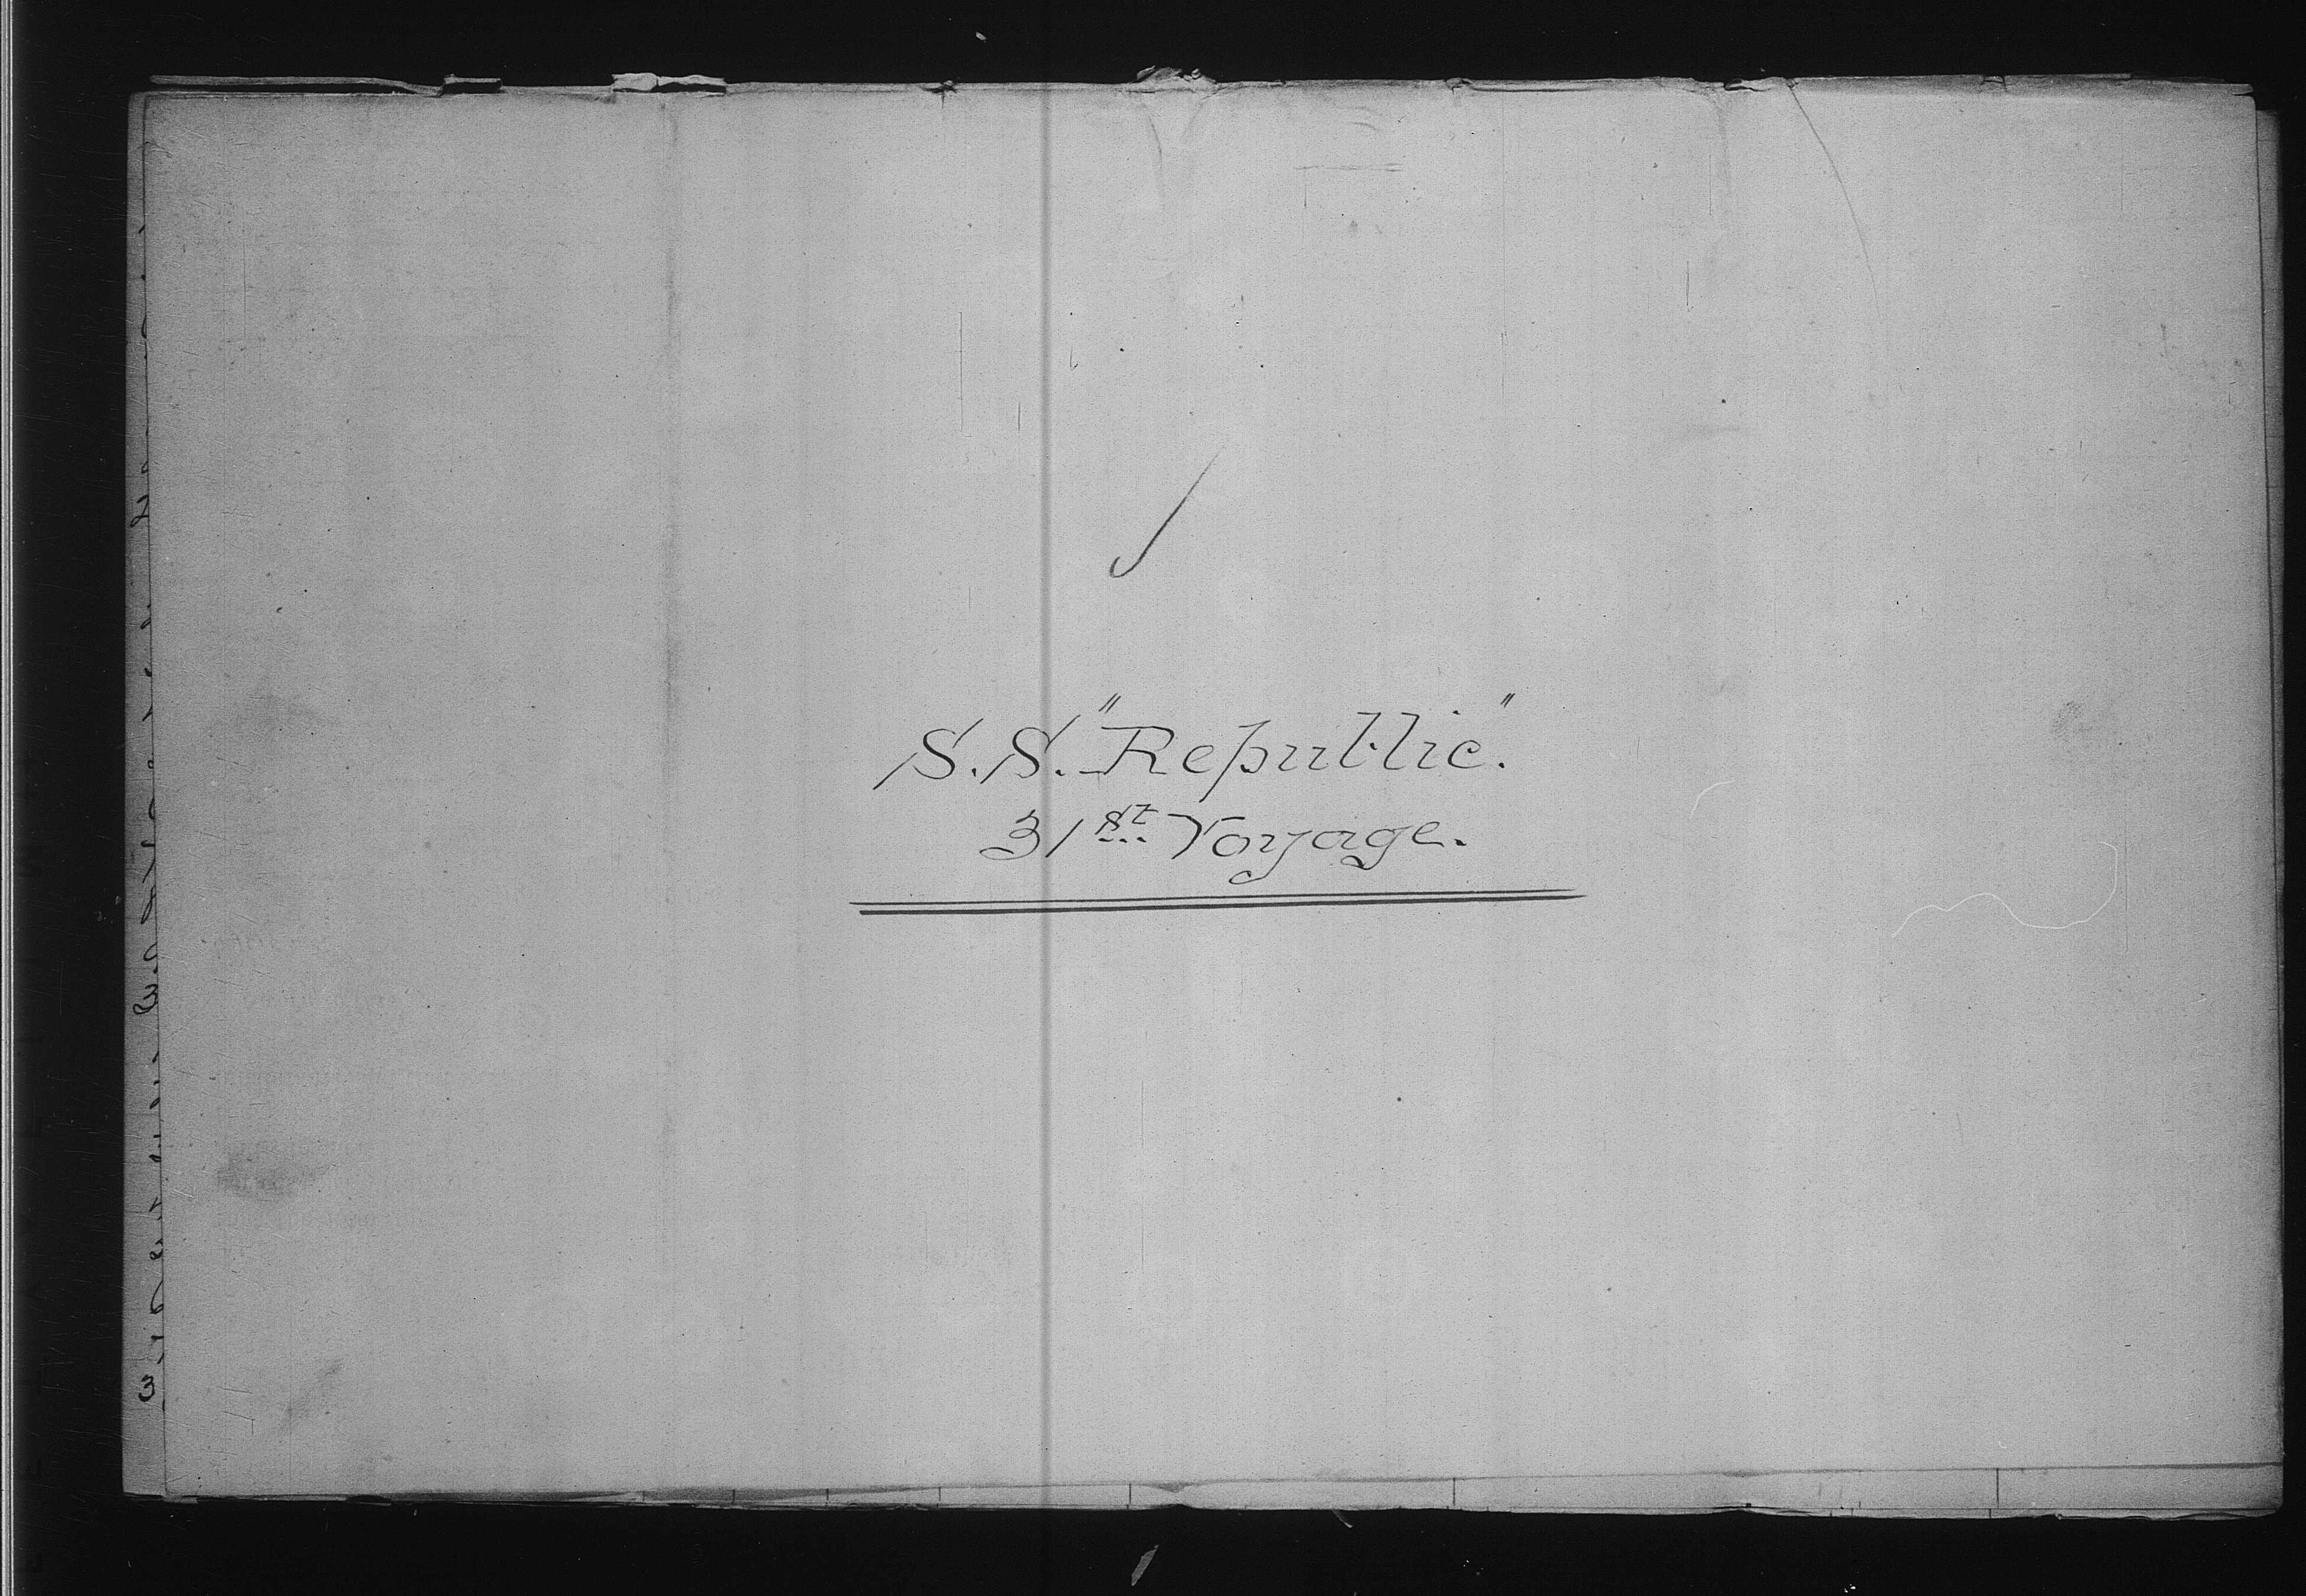 S.S. "Republic".
31st Voyage.